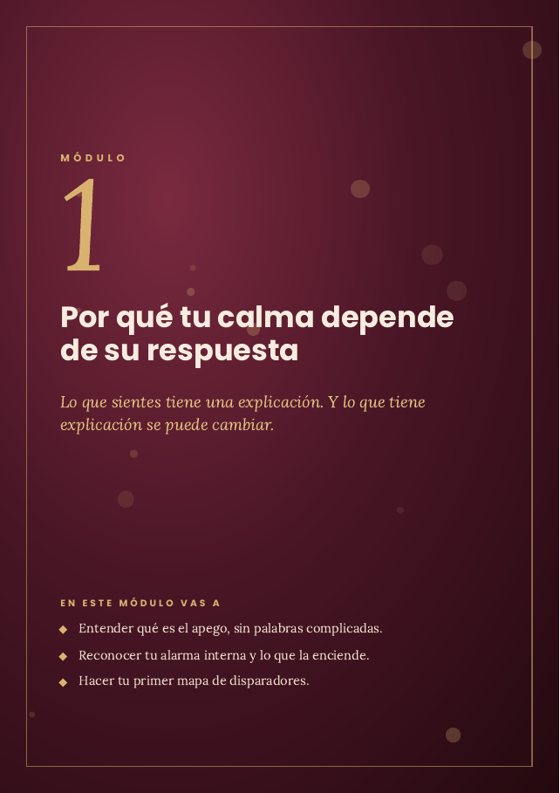 MÓDULO
1
Por qué tu calma depende
de su respuesta
Lo que sientes tiene una explicación. Y lo que tiene
explicación se puede cambiar.
EN ESTE MÓDULO VAS A
Entender qué es el apego, sin palabras complicadas.
Reconocer tu alarma interna y lo que la enciende.
Hacer tu primer mapa de disparadores.